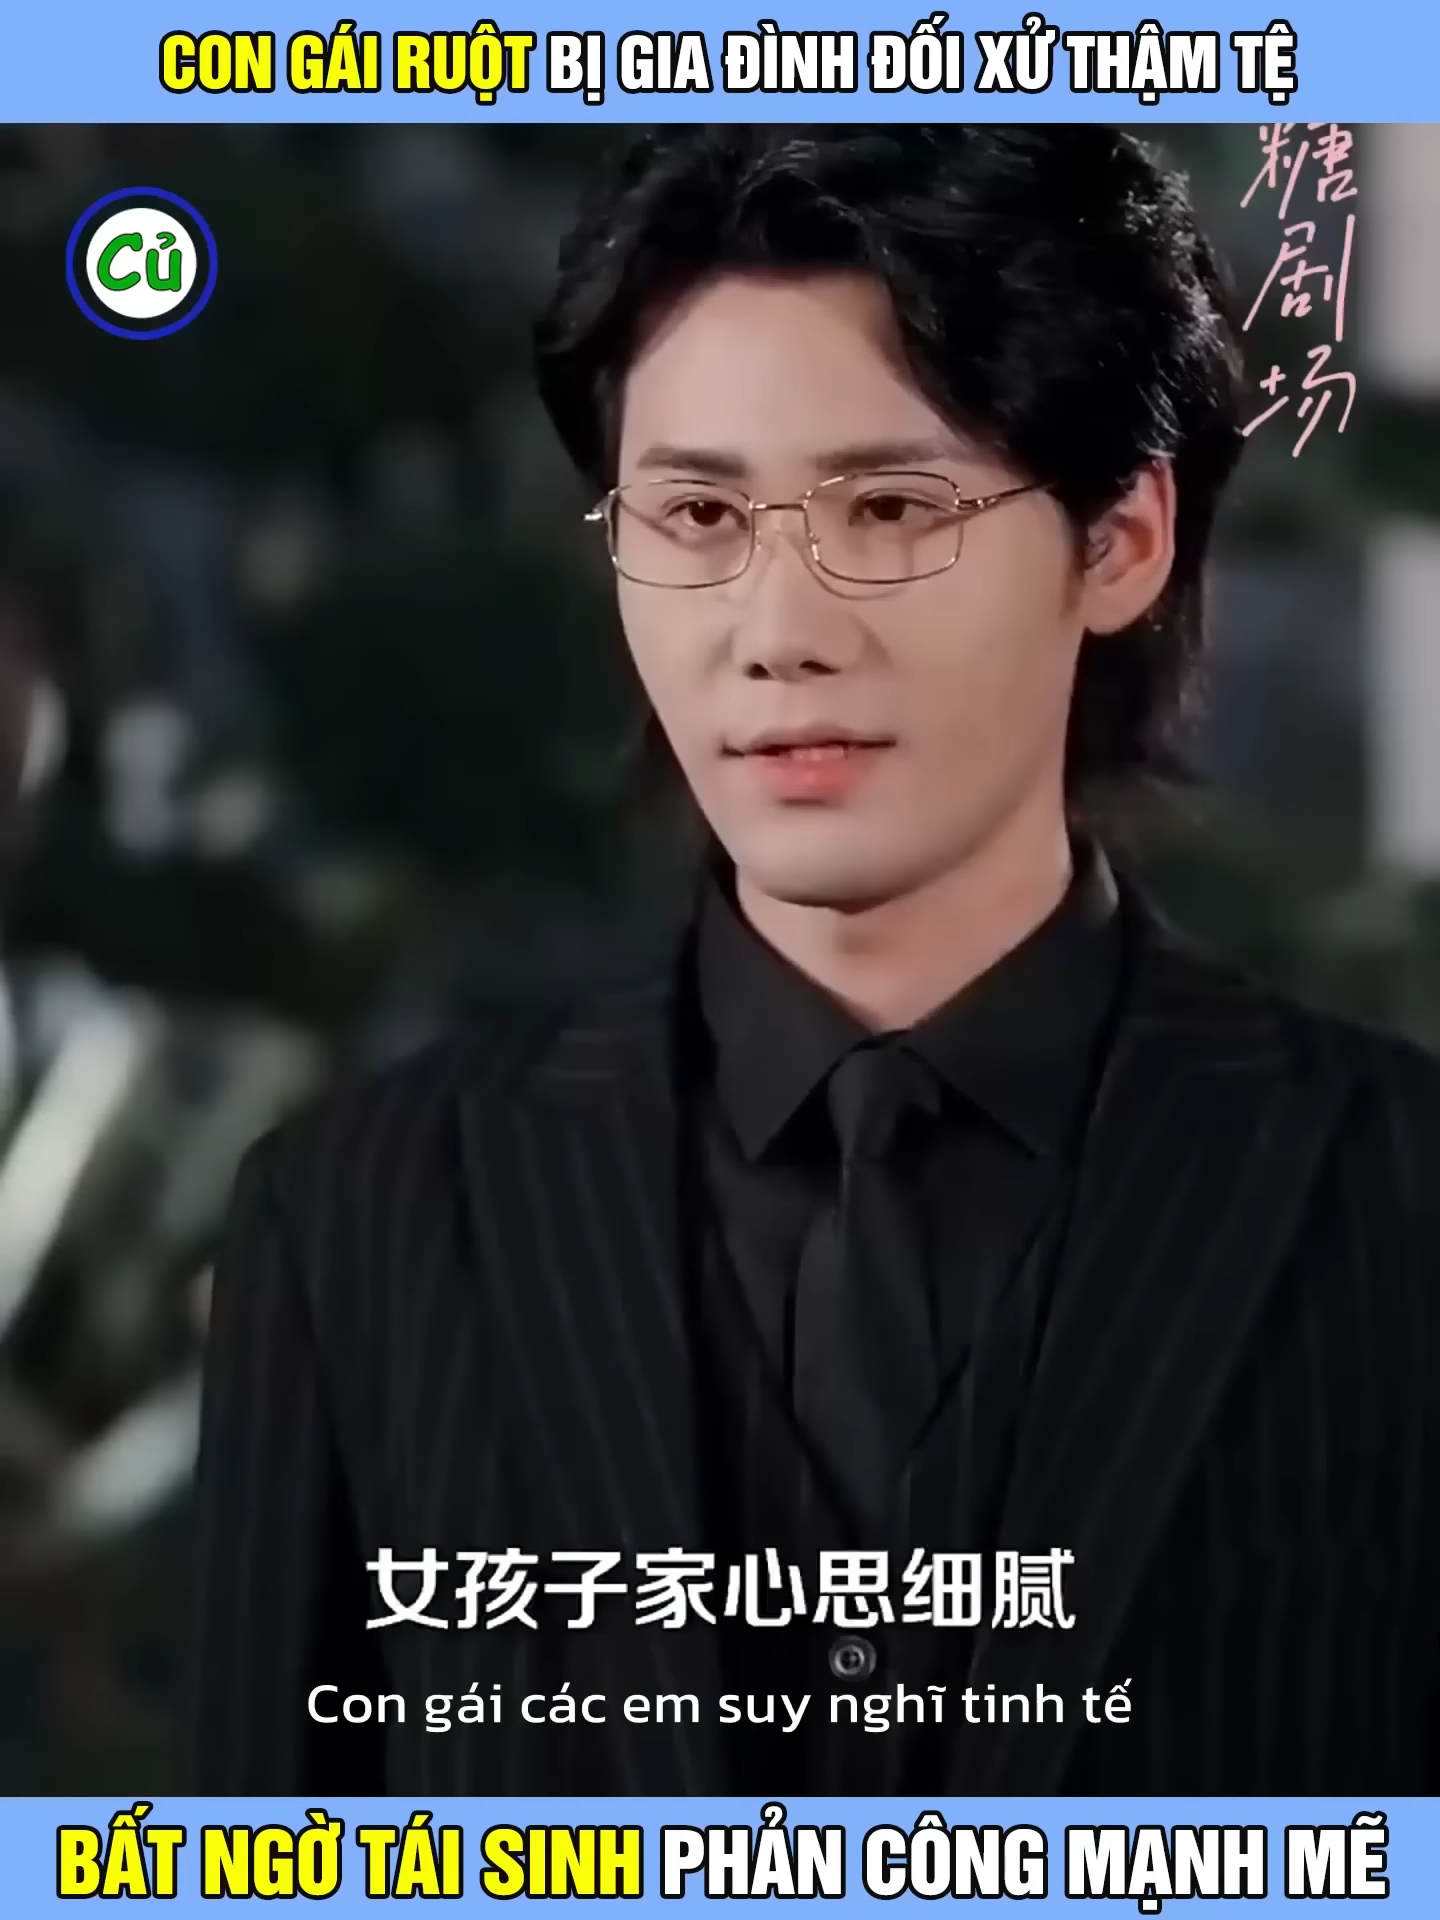 CON GÁI RUỘT BỊ GIA ĐÌNH ĐỐI XỬ THẬM TỆ
Củ
糖
剧
场
女孩子家心思细腻
Con gái các em suy nghĩ tinh tế
BẤT NGỜ TÁI SINH PHẢN CÔNG MẠNH MẼ